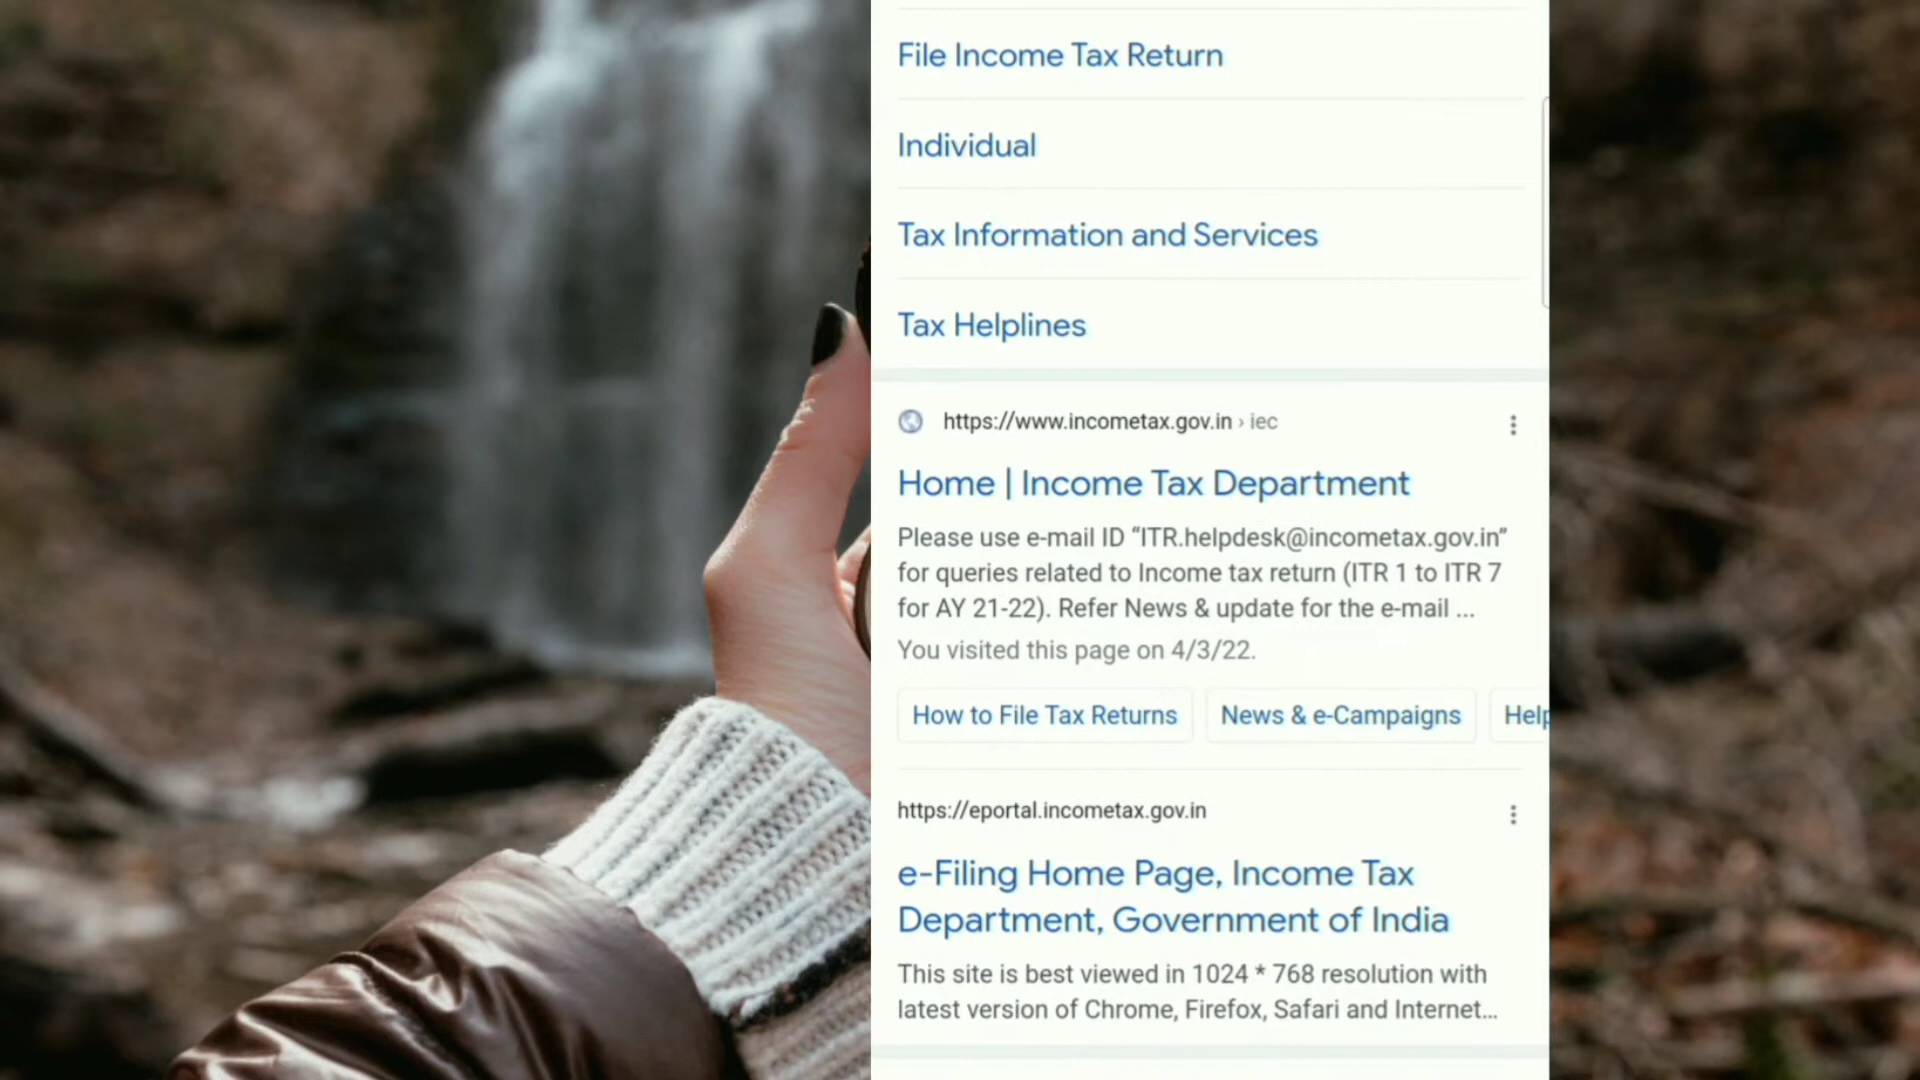 File Income Tax Return
Individual
Tax Information and Services
Tax Helplines
https://www.incometax.gov.in › iec
Home | Income Tax Department
Please use e-mail ID “ITR.helpdesk@incometax.gov.in”
for queries related to Income tax return (ITR 1 to ITR 7
for AY 21-22). Refer News & update for the e-mail ...
You visited this page on 4/3/22.
How to File Tax Returns News & e-Campaigns Help
https://eportal.incometax.gov.in
e-Filing Home Page, Income Tax
Department, Government of India
This site is best viewed in 1024 * 768 resolution with
latest version of Chrome, Firefox, Safari and Internet...